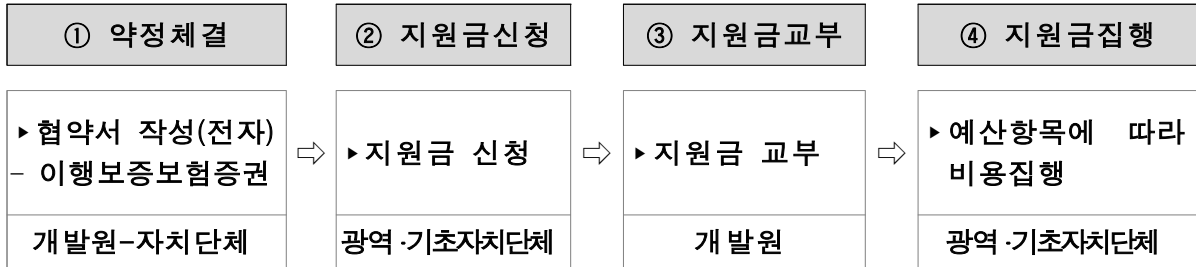 ① 약정체결
② 지원금신청
③ 지원금교부
④ 지원금집행
▸협약서 작성(전자)
- 이행보증보험증권
⇨
▸지원금 신청
⇨
▸지원금 교부
⇨
▸예산항목에 따라
비용집행
개발원-자치단체
광역·기초자치단체
개발원
광역·기초자치단체